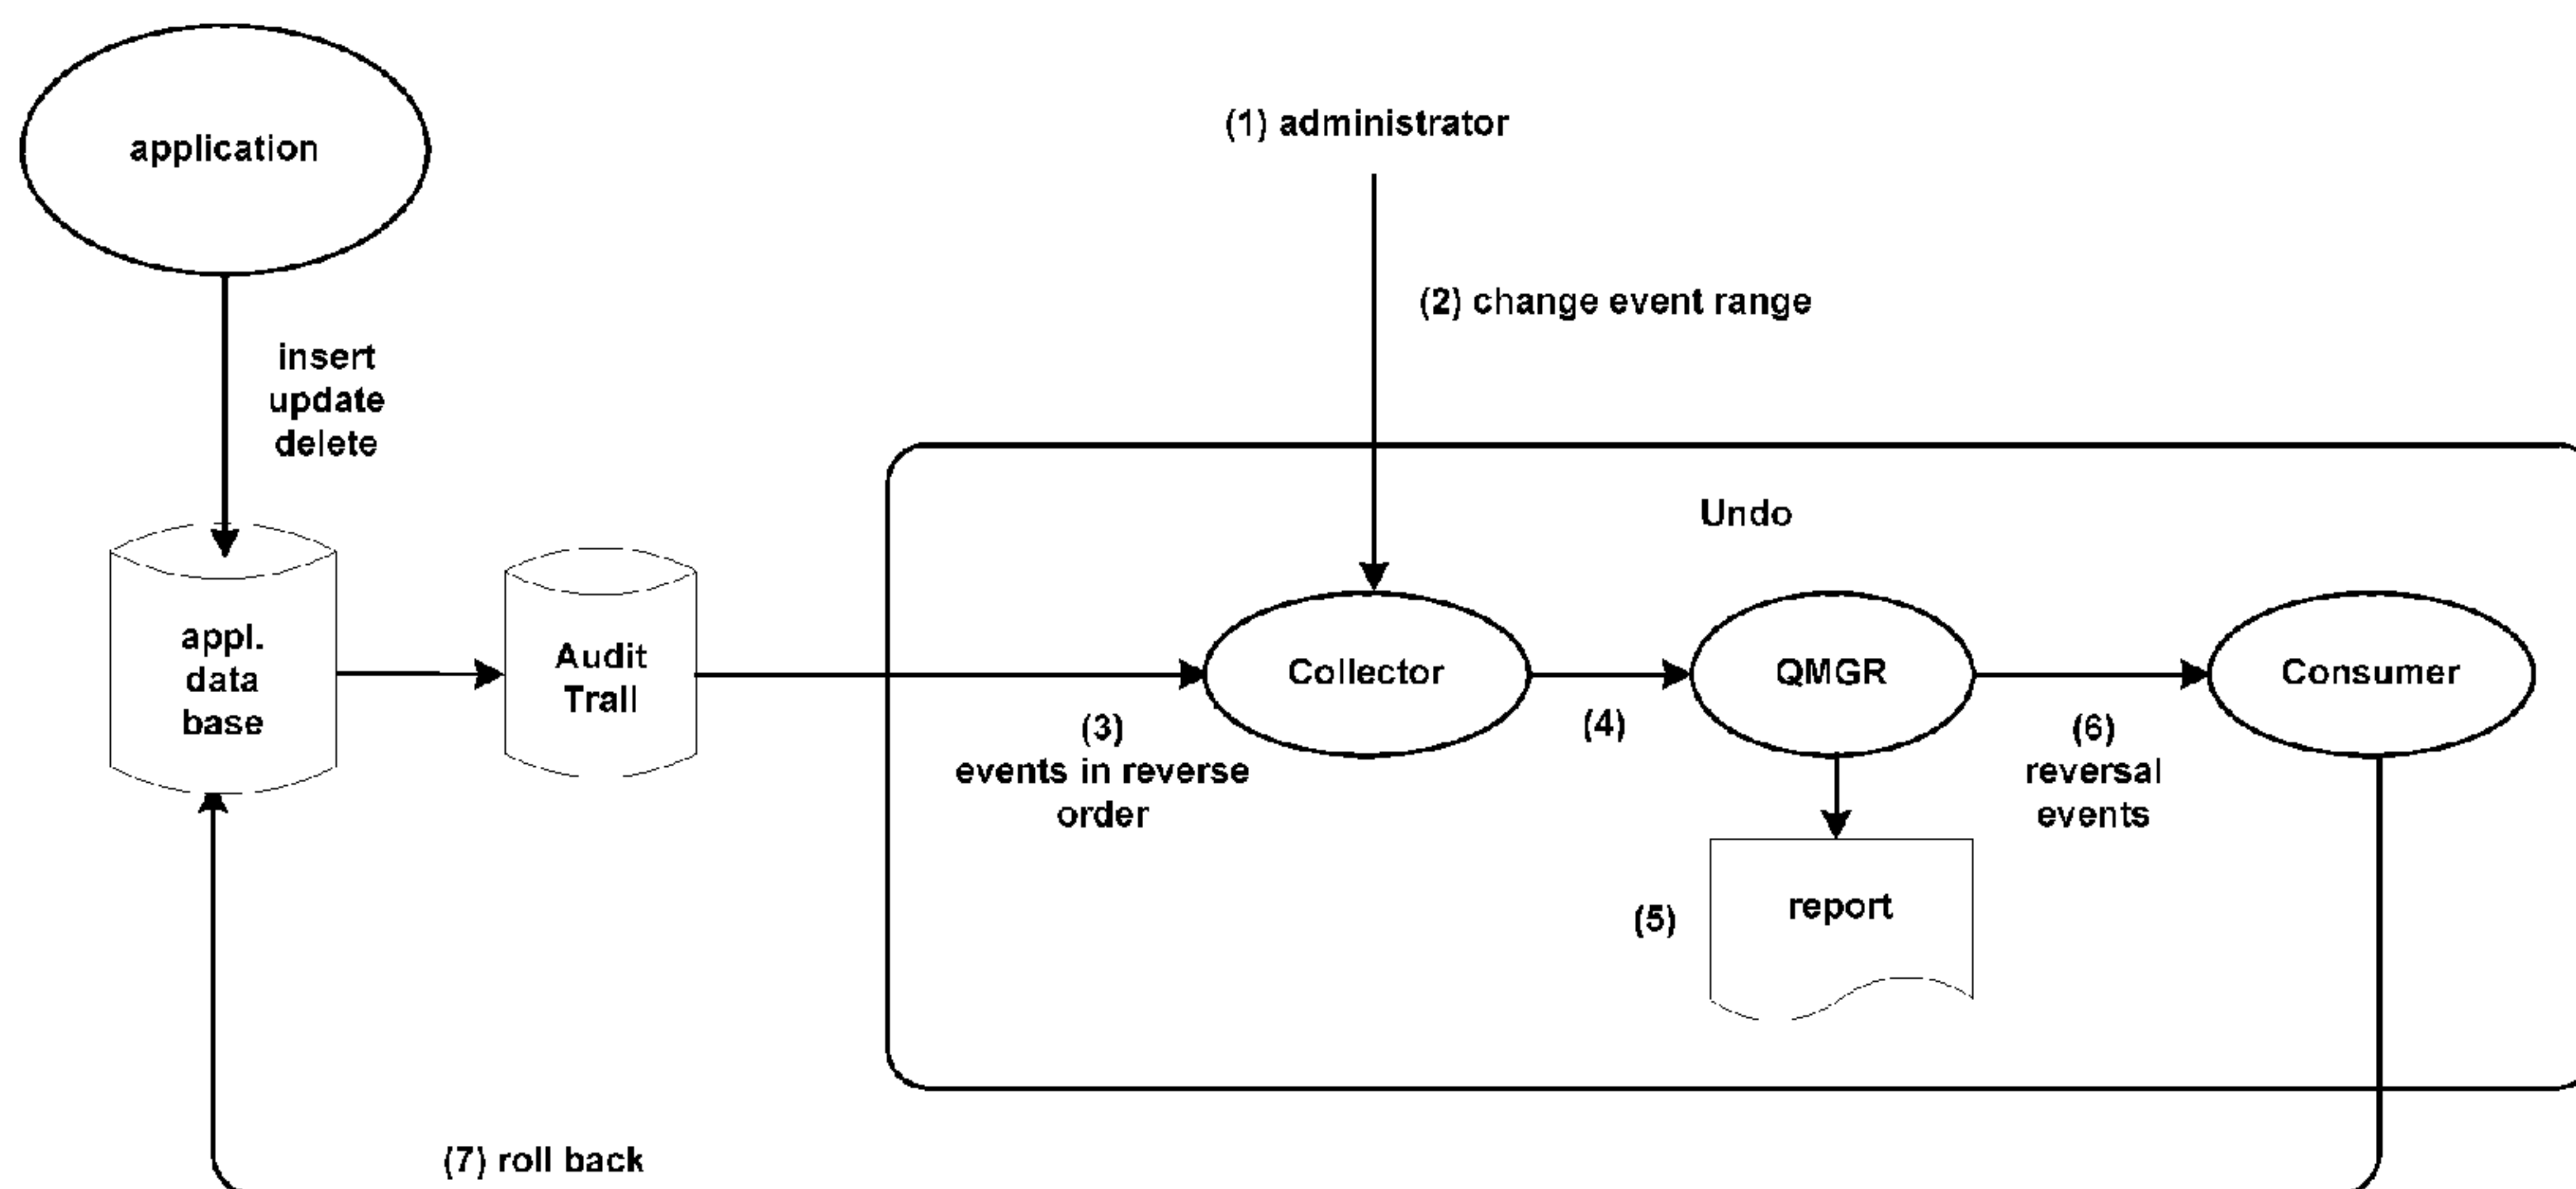 application
(1) administrator
(2) change event range
insert
update
delete
Undo
appl.
data
base
Audit
Trall
Collector
QMGR
Consumer
(3)
events in reverse
order
(4)
(6)
reversal
events
(5)
report
(7) roll back